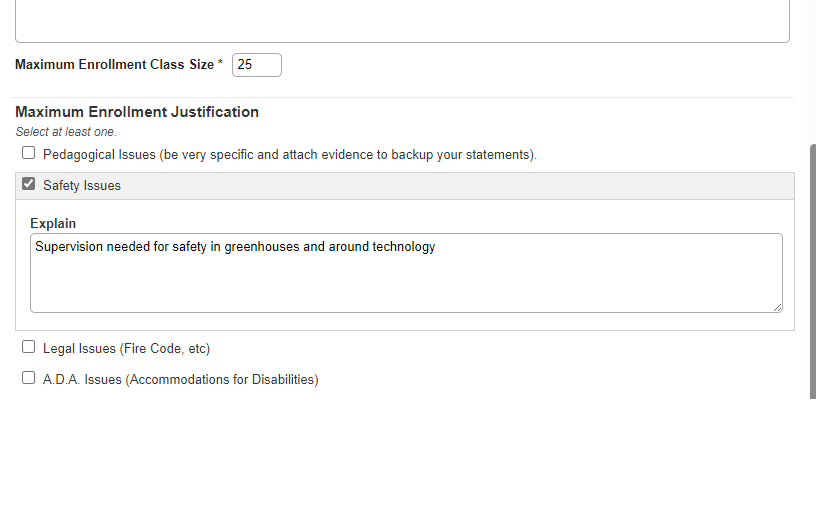 Maximum Enrollment Class Size * 25
Maximum Enrollment Justification
Select at least one.
Pedagogical Issues (be very specific and attach evidence to backup your statements).
Safety Issues
Explain
Supervision needed for safety in greenhouses and around technology
Legal Issues (Fire Code, etc)
A.D.A. Issues (Accommodations for Disabilities)